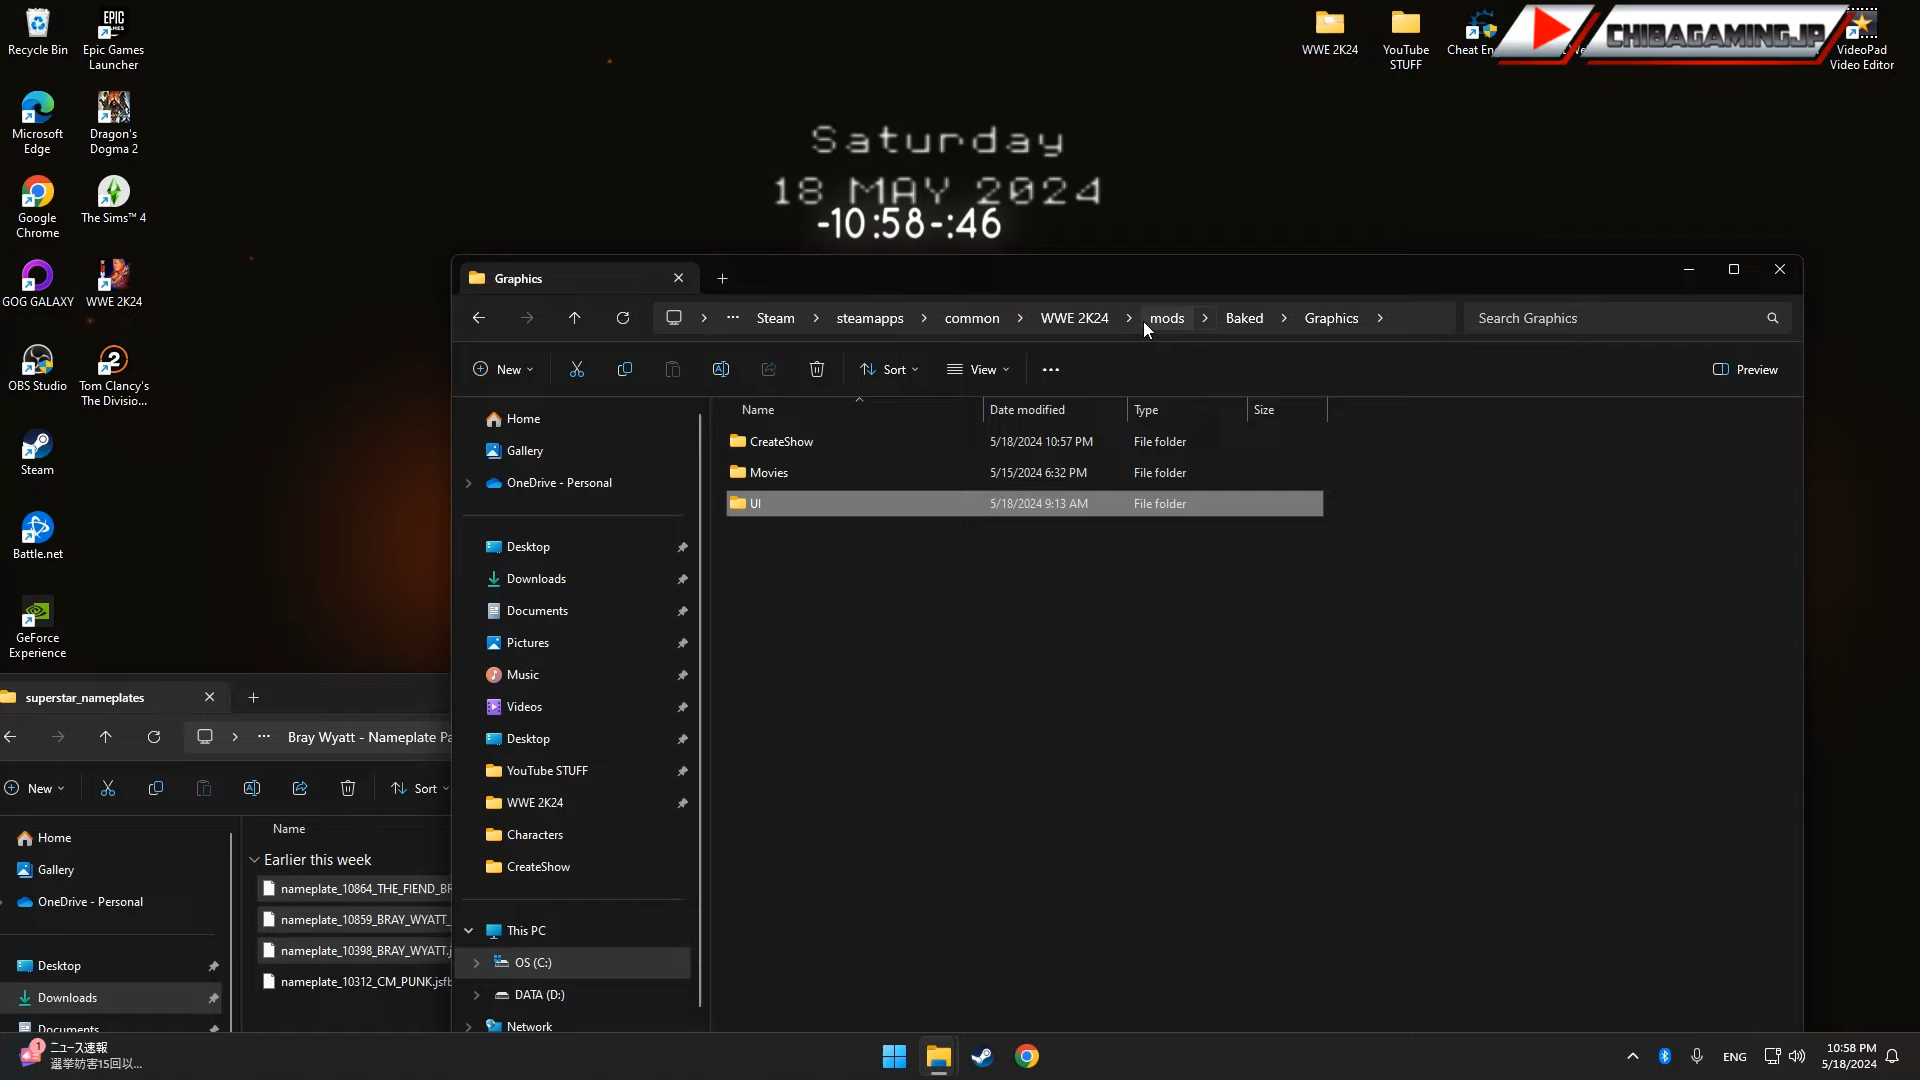 Recycle Bin
Epic Games Launcher
Microsoft Edge
Dragon's Dogma 2
Google Chrome
The Sims™ 4
GOG GALAXY
WWE 2K24
OBS Studio
Tom Clancy's The Divisio...
Steam
Battle.net
GeForce Experience
WWE 2K24
YouTube STUFF
Cheat En
CHIBAGAMINGJP
VideoPad Video Editor
Saturday
18 MAY 2024
-10:58-:46
Graphics
Steam > steamapps > common > WWE 2K24 > mods > Baked > Graphics >
Search Graphics
New
Sort
View
Preview
Name Date modified Type Size
CreateShow 5/18/2024 10:57 PM File folder
Movies 5/15/2024 6:32 PM File folder
UI 5/18/2024 9:13 AM File folder
Home
Gallery
OneDrive - Personal
Desktop
Downloads
Documents
Pictures
Music
Videos
Desktop
YouTube STUFF
WWE 2K24
Characters
CreateShow
This PC
OS (C:)
DATA (D:)
Network
superstar_nameplates
Bray Wyatt - Nameplate Pa
New
Sort
Home
Gallery
OneDrive - Personal
Desktop
Downloads
Documents
Name
Earlier this week
nameplate_10864_THE_FIEND_BR
nameplate_10859_BRAY_WYATT_
nameplate_10398_BRAY_WYATT.j
nameplate_10312_CM_PUNK.jsfb
1
ニュース速報
選挙妨害15回以...
ENG
10:58 PM
5/18/2024